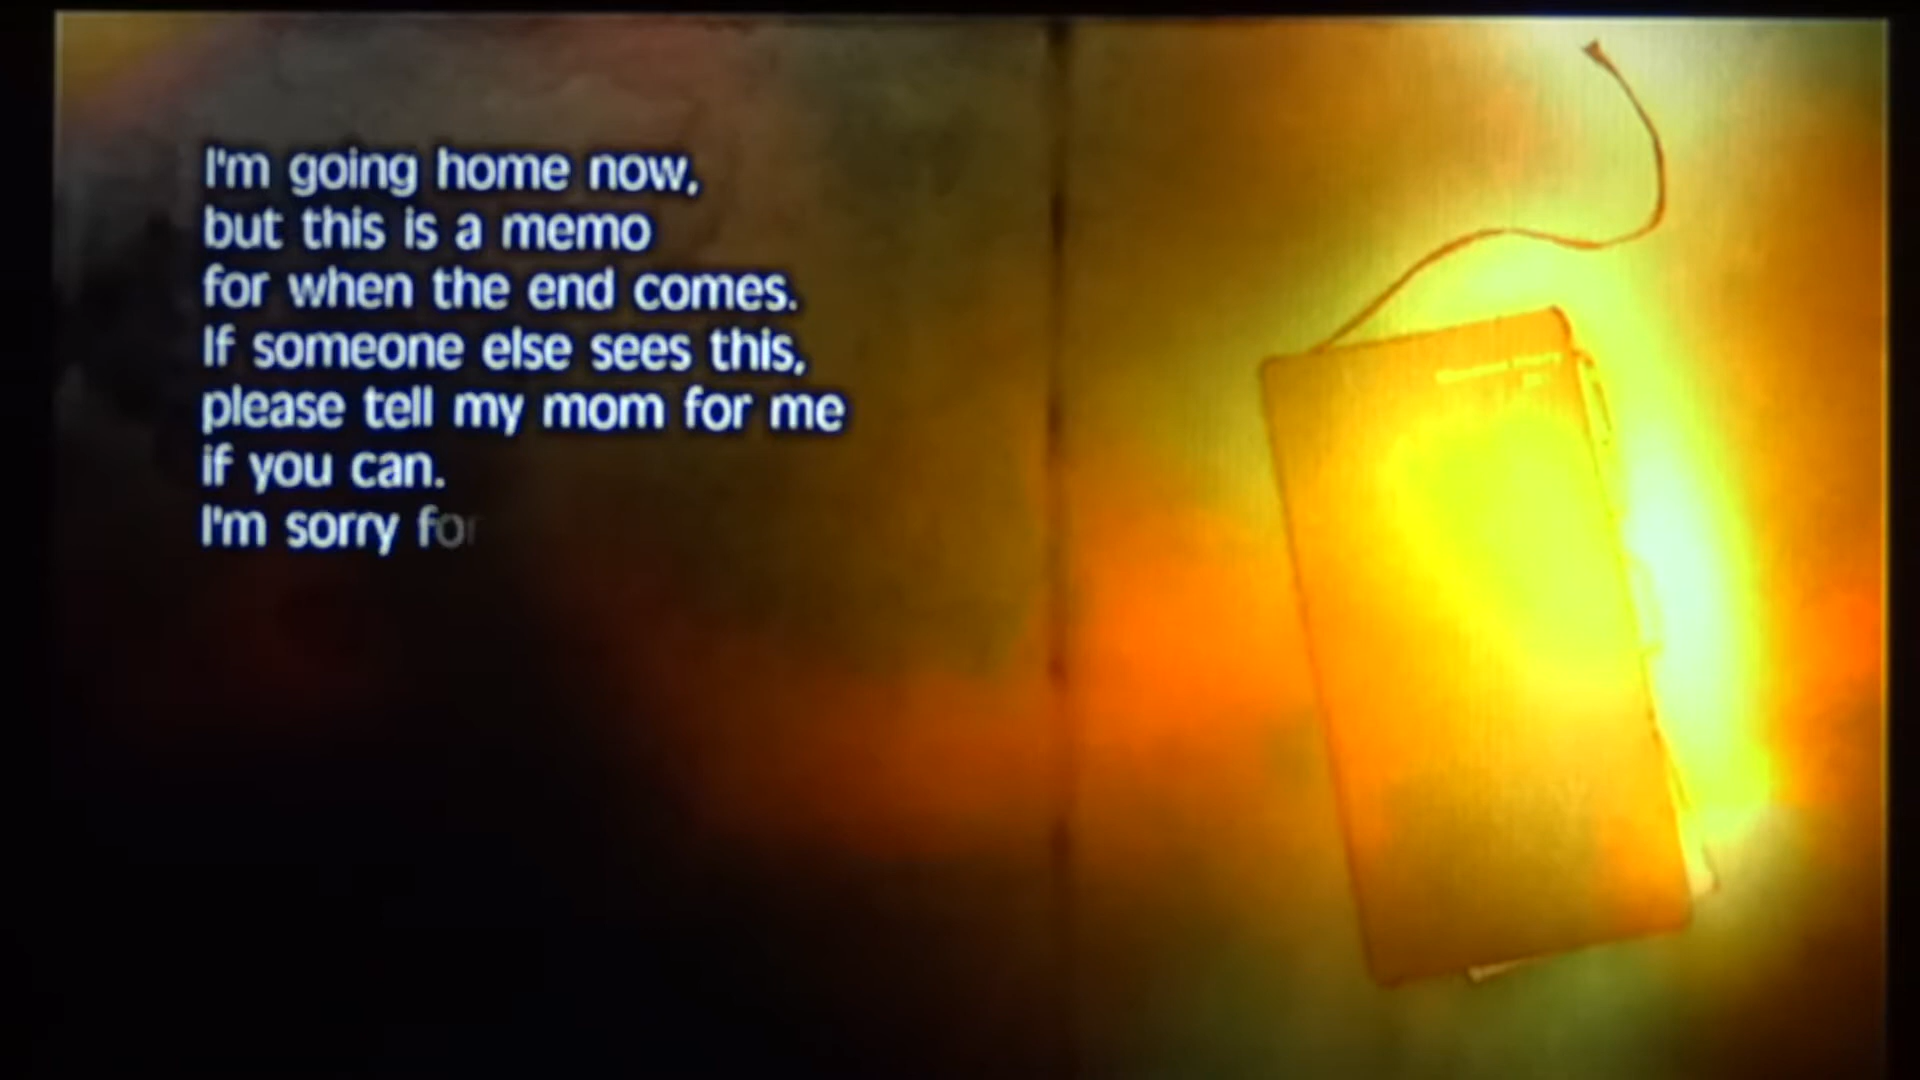 I'm going home now,
but this is a memo
for when the end comes.
If someone else sees this,
please tell my mom for me
if you can.
I'm sorry for